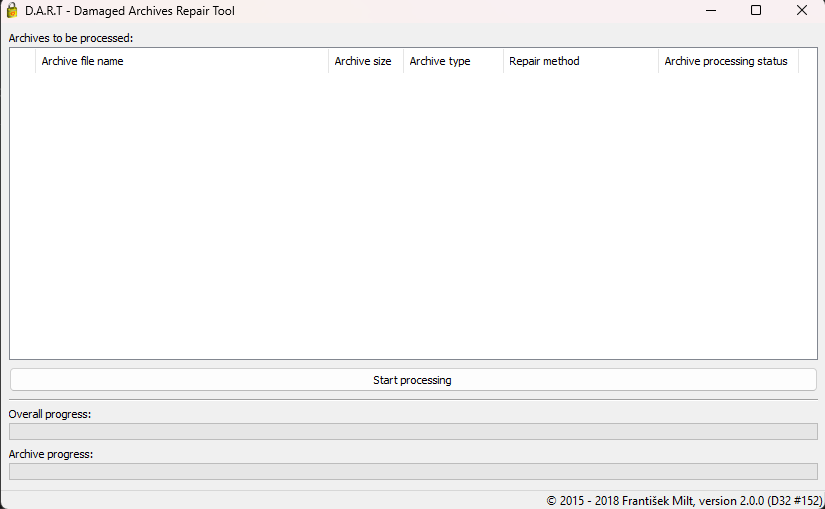 D.A.R.T - Damaged Archives Repair Tool
Archives to be processed:
Archive file name Archive size Archive type Repair method Archive processing status
Start processing
Overall progress:
Archive progress:
© 2015 - 2018 František Milt, version 2.0.0 (D32 #152)